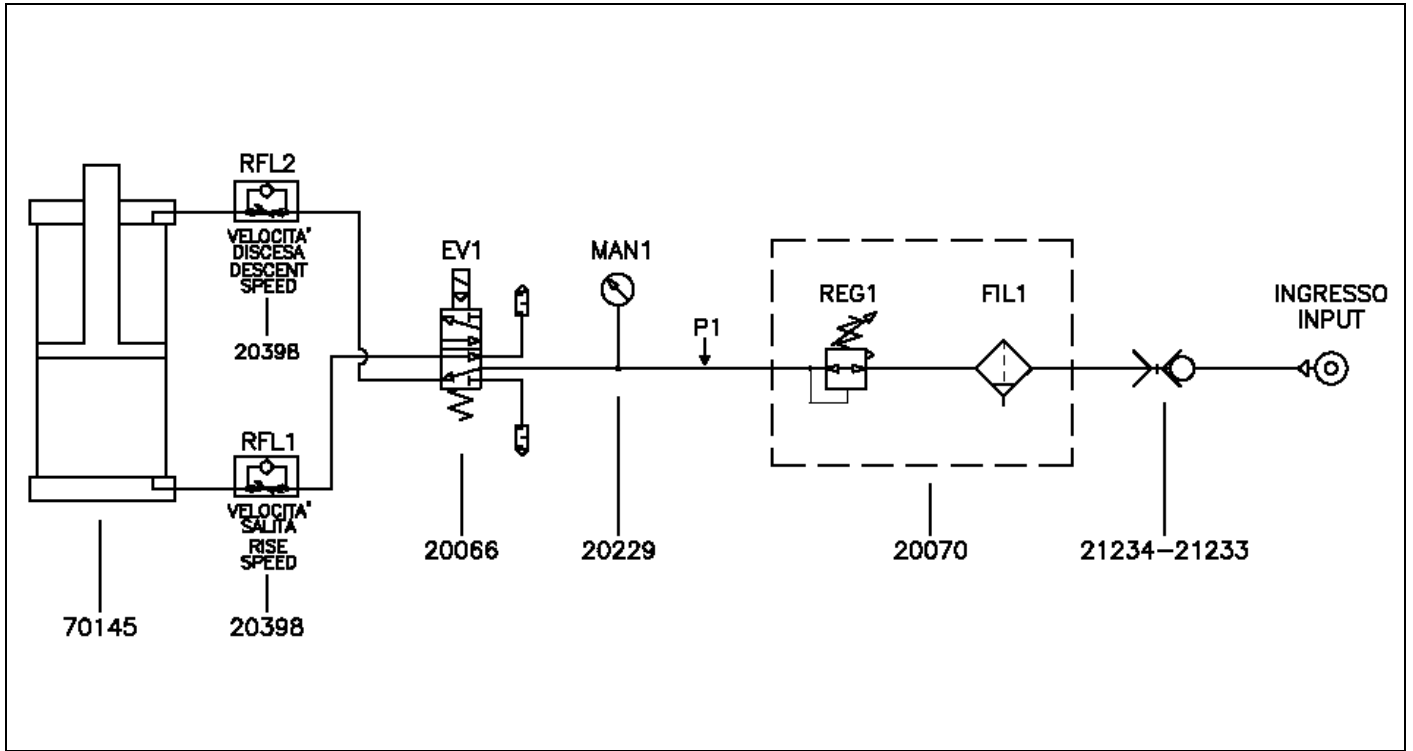 RFL2
VELOCITA'
DISCESA
DESCENT
SPEED
20398
EV1
MAN1
P1
REG1
FIL1
INGRESSO
INPUT
RFL1
VELOCITA'
SALITA
RISE
SPEED
20398
70145
20066
20229
20070
21234-21233